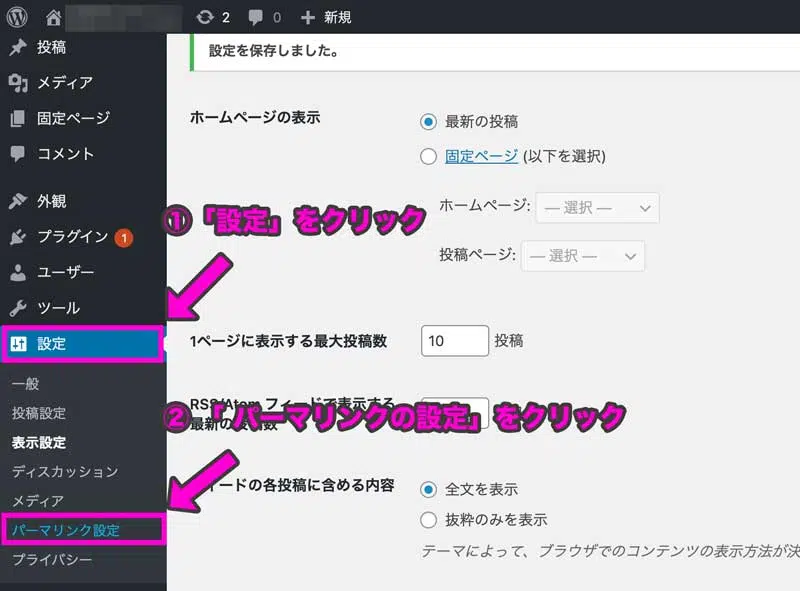 2 0 新規
投稿
メディア
固定ページ
コメント
外観
プラグイン 1
ユーザー
ツール
設定
一般
投稿設定
表示設定
ディスカッション
メディア
パーマリンク設定
プライバシー
設定を保存しました。
ホームページの表示
最新の投稿
固定ページ (以下を選択)
ホームページ: — 選択 —
投稿ページ: — 選択 —
①「設定」をクリック
1ページに表示する最大投稿数 10 投稿
RSS/Atom フィードで表示する
最新の投稿数
②「パーマリンクの設定」をクリック
ィードの各投稿に含める内容
全文を表示
抜粋のみを表示
テーマによって、ブラウザでのコンテンツの表示方法が決